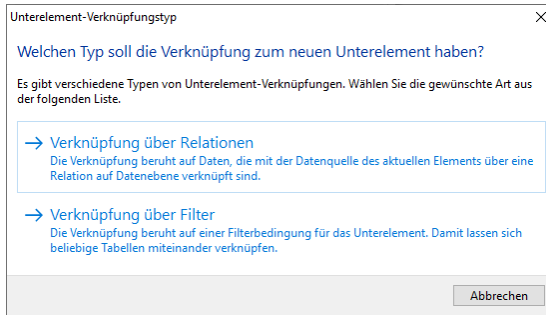 Unterelement-Verknüpfungstyp
Welchen Typ soll die Verknüpfung zum neuen Unterelement haben?
Es gibt verschiedene Typen von Unterelement-Verknüpfungen. Wählen Sie die gewünschte Art aus
der folgenden Liste.
Verknüpfung über Relationen
Die Verknüpfung beruht auf Daten, die mit der Datenquelle des aktuellen Elements über eine
Relation auf Datenebene verknüpft sind.
Verknüpfung über Filter
Die Verknüpfung beruht auf einer Filterbedingung für das Unterelement. Damit lassen sich
beliebige Tabellen miteinander verknüpfen.
Abbrechen